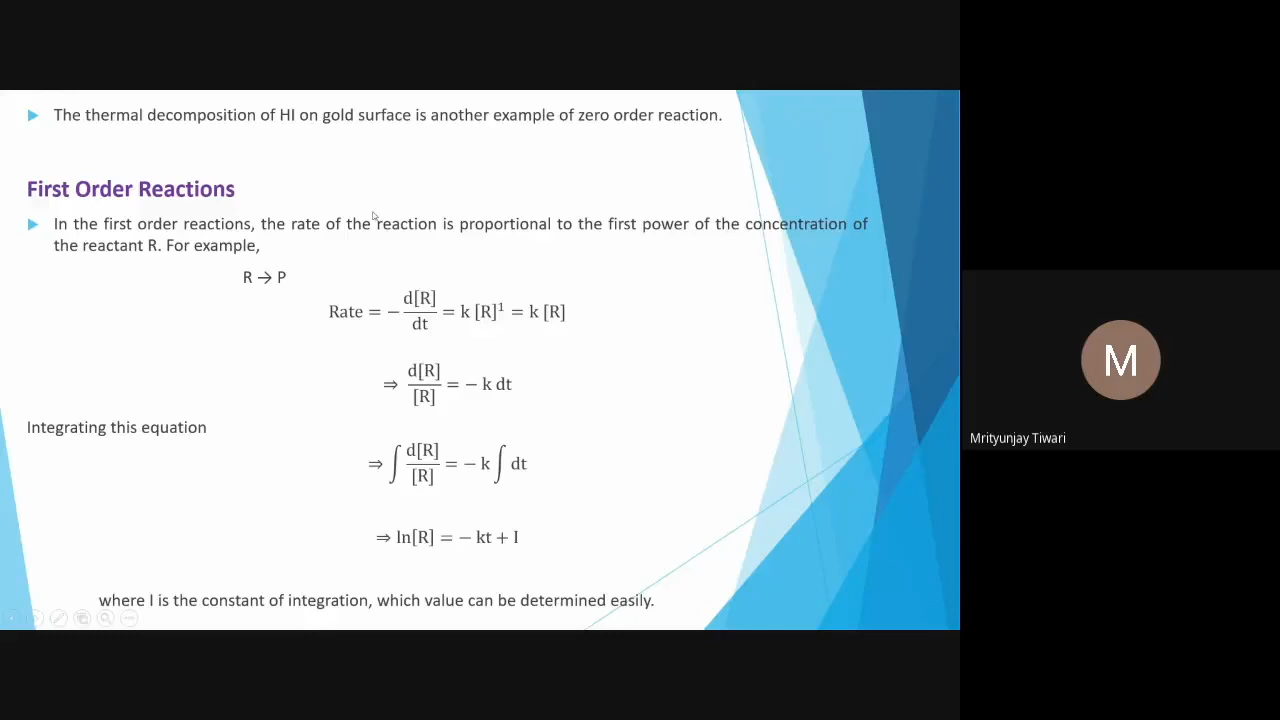 The thermal decomposition of HI on gold surface is another example of zero order reaction.
First Order Reactions
In the first order reactions, the rate of the reaction is proportional to the first power of the concentration of
the reactant R. For example,
R → P
Rate = − d[R]/dt = k [R]¹ = k [R]
⇒ d[R]/[R] = − k dt
Integrating this equation
⇒ ∫ d[R]/[R] = − k ∫ dt
⇒ ln[R] = − kt + I
where I is the constant of integration, which value can be determined easily.
M
Mrityunjay Tiwari